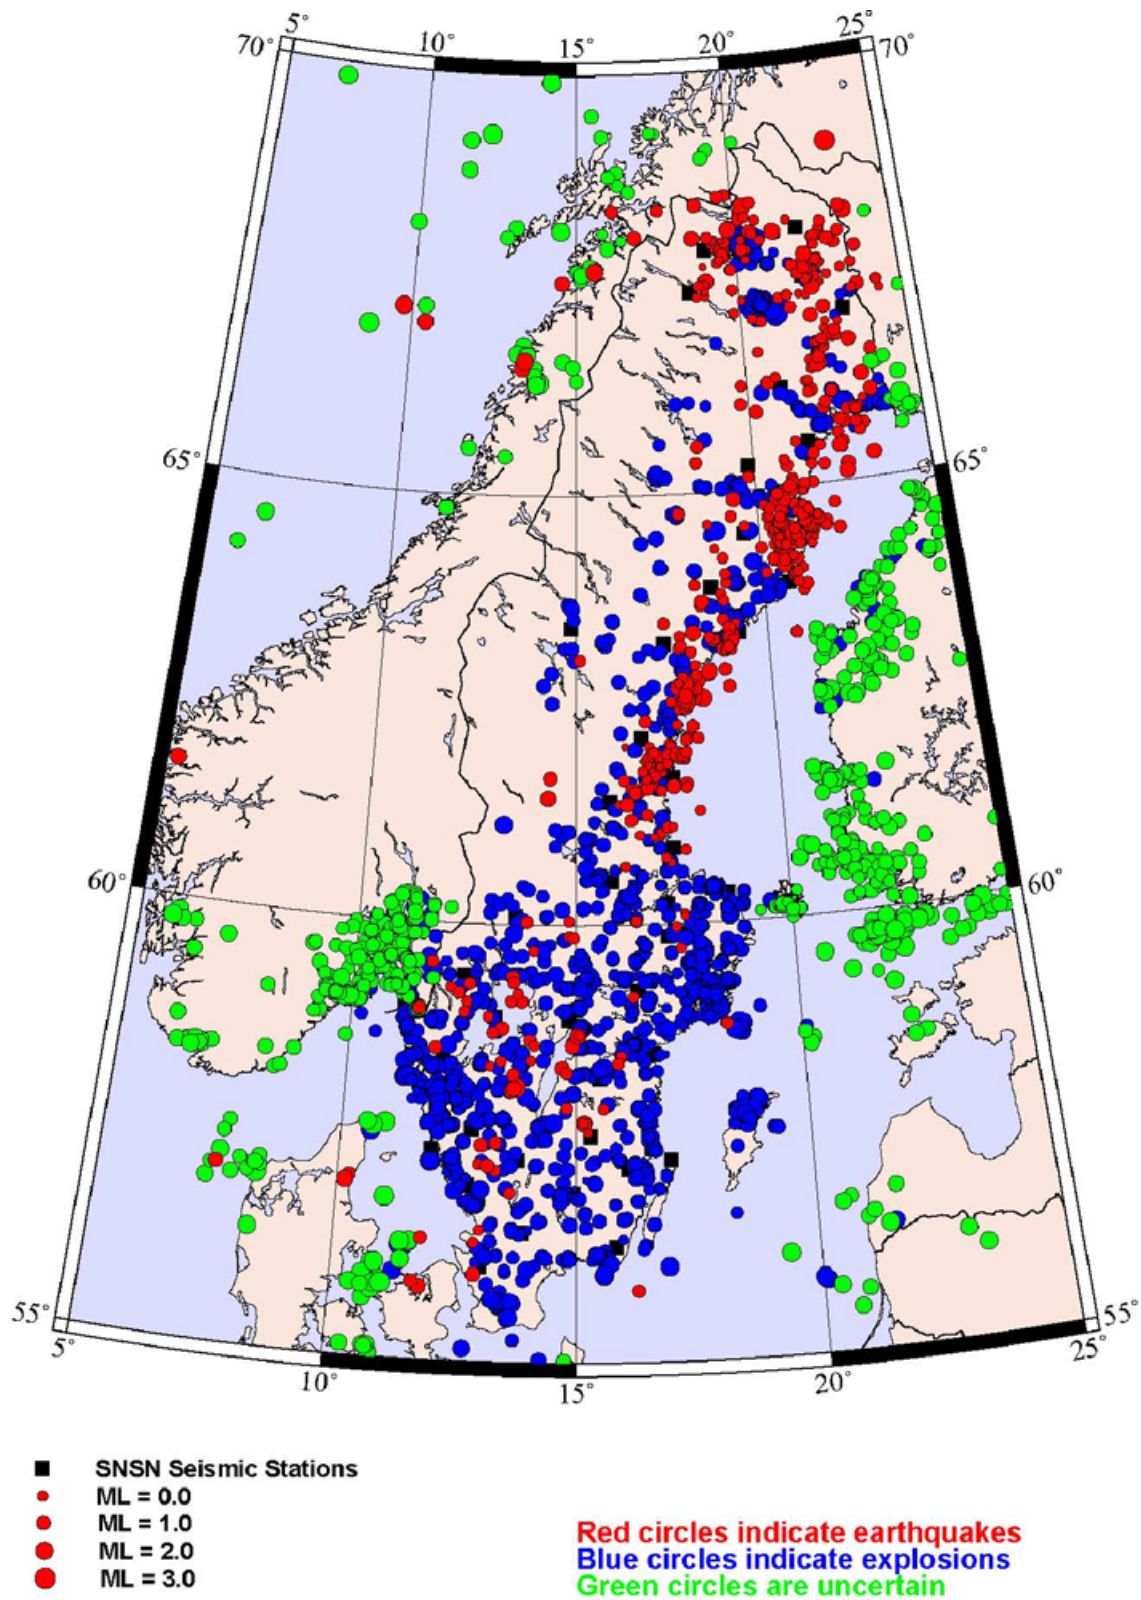 5° 10° 15° 20° 25°
70° 70°
65° 65°
60° 60°
55° 55°
5° 10° 15° 20° 25°
SNSN Seismic Stations
ML = 0.0
ML = 1.0
ML = 2.0
ML = 3.0
Red circles indicate earthquakes
Blue circles indicate explosions
Green circles are uncertain